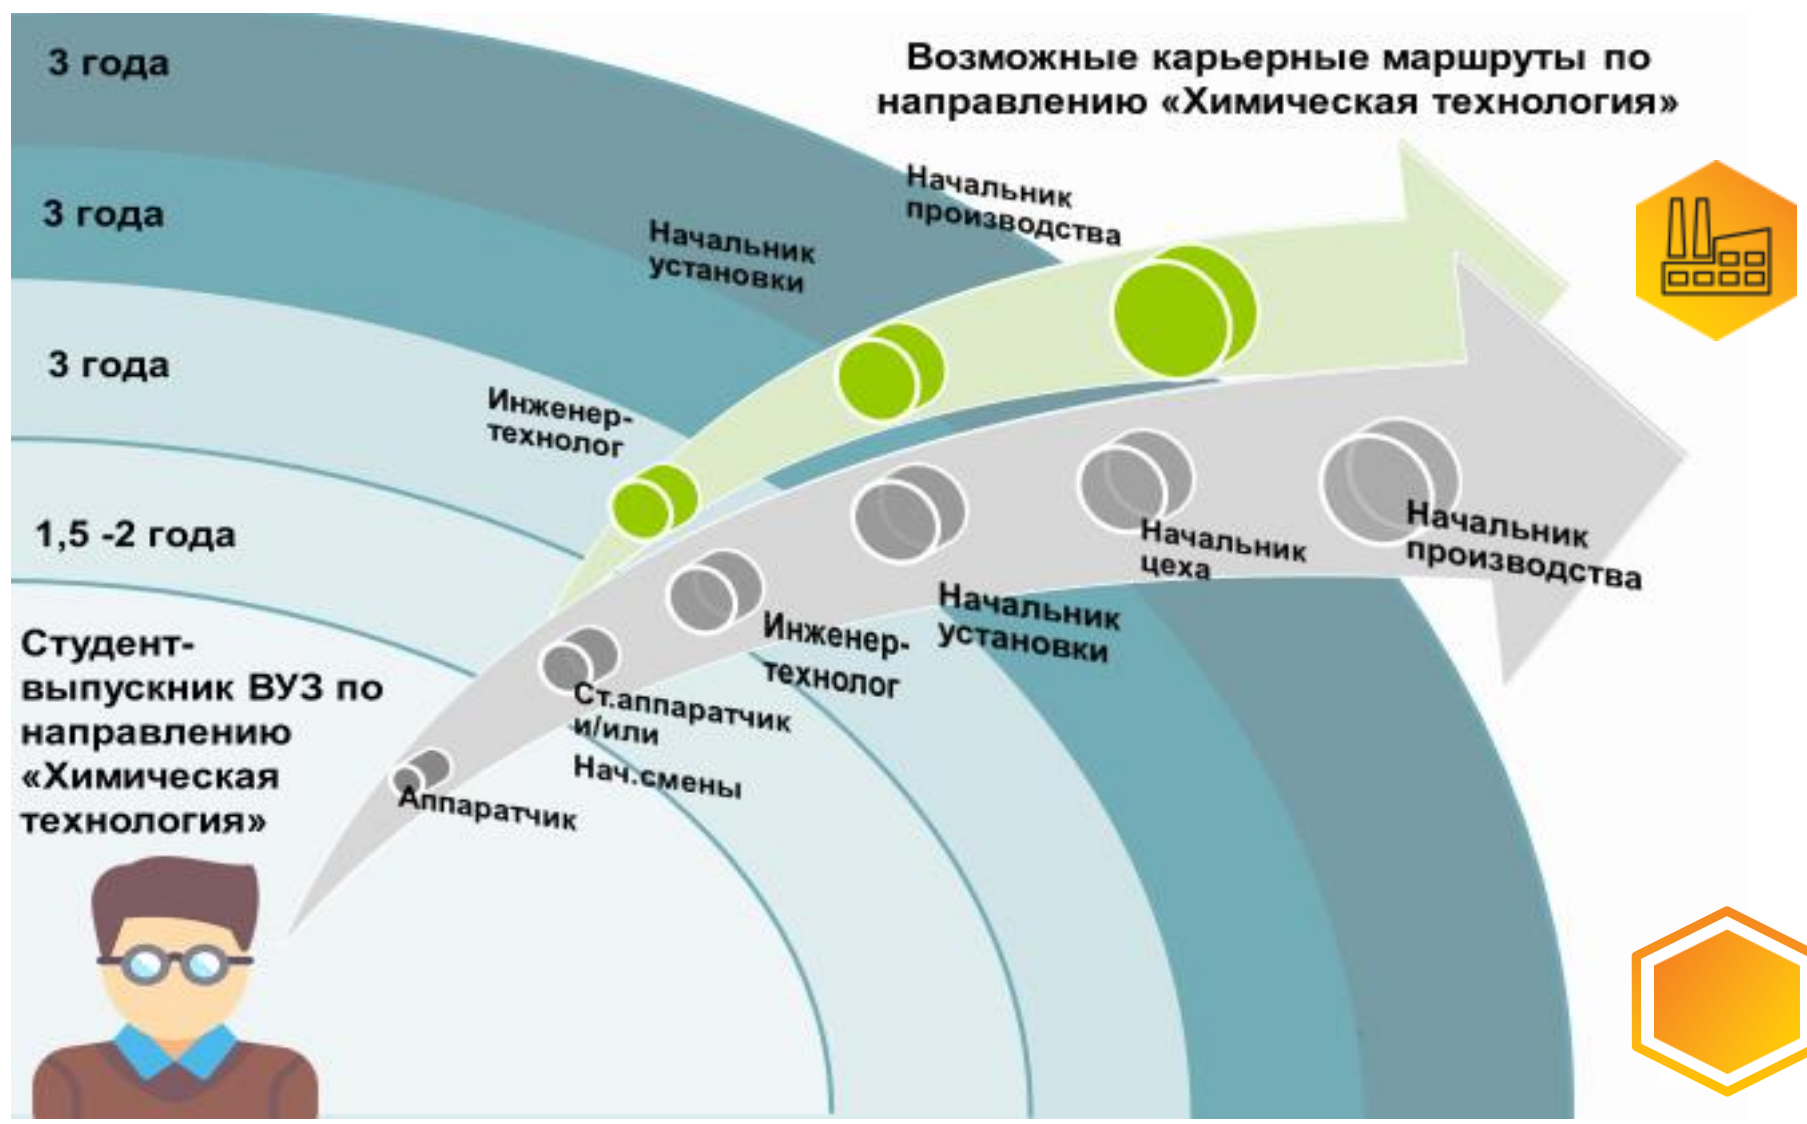 Возможные карьерные маршруты по
направлению «Химическая технология»
3 года
3 года
3 года
1,5 -2 года
Студент-
выпускник ВУЗ по
направлению
«Химическая
технология»
Начальник
производства
Начальник
установки
Инженер-
технолог
Аппаратчик
Ст.аппаратчик
и/или
Нач.смены
Инженер-
технолог
Начальник
установки
Начальник
цеха
Начальник
производства